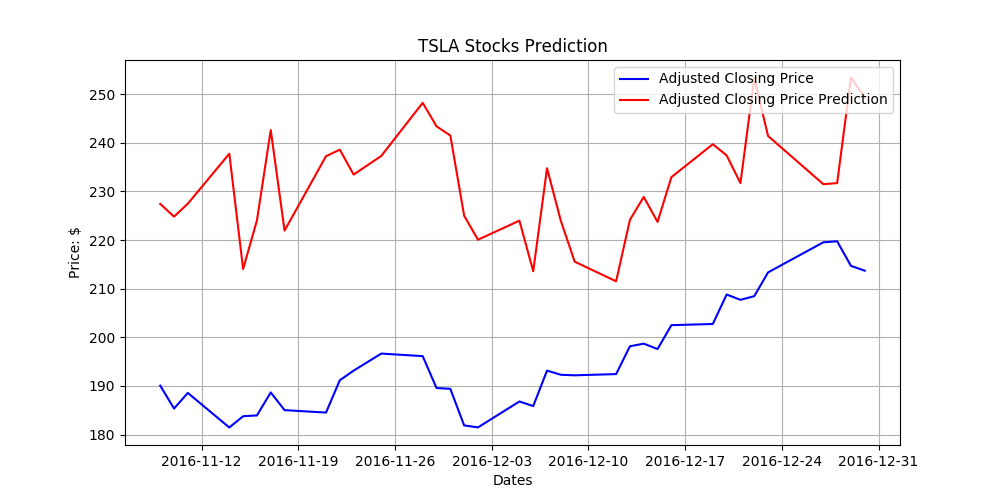 TSLA Stocks Prediction
Adjusted Closing Price
Adjusted Closing Price Prediction
Price: $
250
240
230
220
210
200
190
180
2016-11-12 2016-11-19 2016-11-26 2016-12-03 2016-12-10 2016-12-17 2016-12-24 2016-12-31
Dates